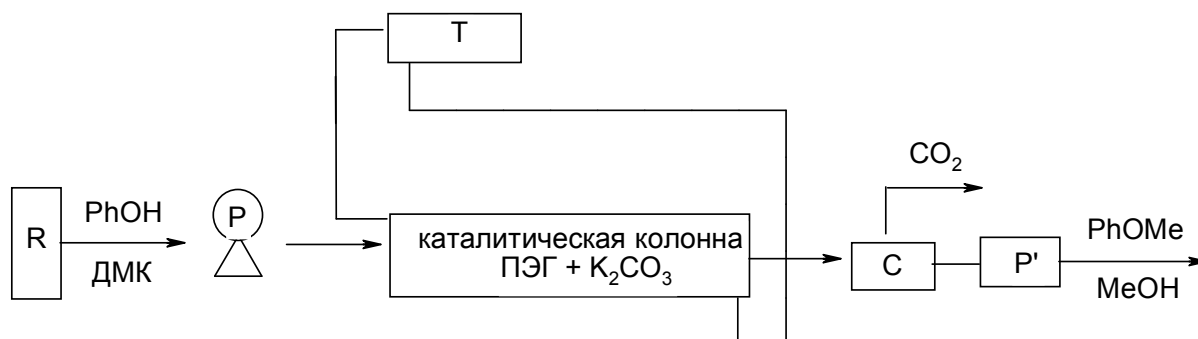 T
CO₂
R
PhOH
ДМК
P
каталитическая колонна
ПЭГ + K₂CO₃
C
P'
PhOMe
MeOH